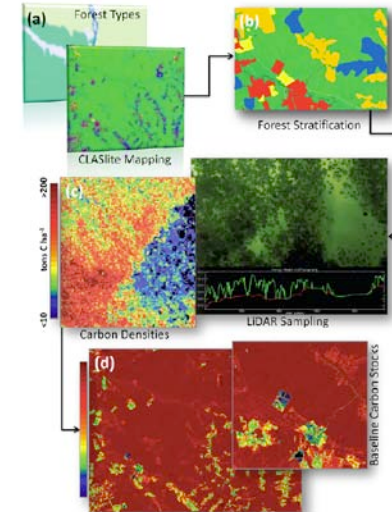 (a)
Forest Types
CLASlite Mapping
(b)
Forest Stratification
(c)
>200
tons C ha⁻¹
<10
Carbon Densities
LiDAR Sampling
(d)
Baseline Carbon Stocks